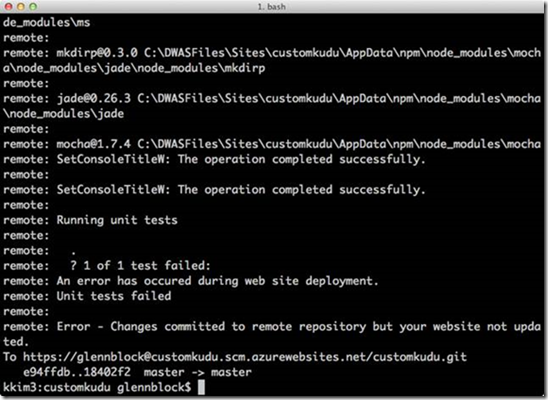 1. bash
de_modules\ms
remote:
remote: mkdirp@0.3.0 C:\DWASFiles\Sites\customkudu\AppData\npm\node_modules\moch
a\node_modules\jade\node_modules\mkdirp
remote:
remote: jade@0.26.3 C:\DWASFiles\Sites\customkudu\AppData\npm\node_modules\mocha
\node_modules\jade
remote:
remote: mocha@1.7.4 C:\DWASFiles\Sites\customkudu\AppData\npm\node_modules\mocha
remote: SetConsoleTitleW: The operation completed successfully.
remote:
remote: SetConsoleTitleW: The operation completed successfully.
remote:
remote: Running unit tests
remote:
remote:   .
remote:   ? 1 of 1 test failed:
remote: An error has occured during web site deployment.
remote: Unit tests failed
remote:
remote: Error - Changes committed to remote repository but your website not upda
ted.
To https://glennblock@customkudu.scm.azurewebsites.net/customkudu.git
   e94ffdb..18402f2  master -> master
kkim3:customkudu glennblock$